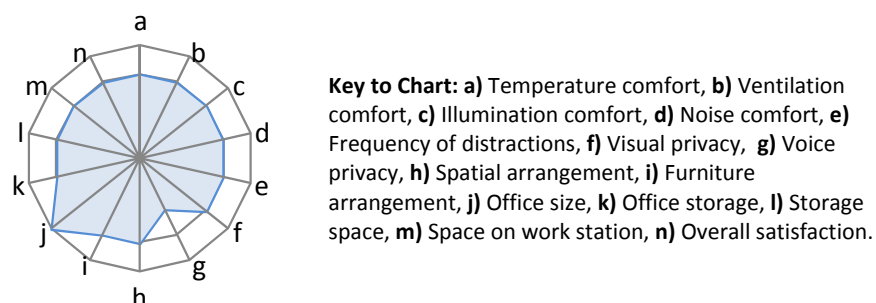 a
n b
m c
l d
k e
j f
i g
h
Key to Chart: a) Temperature comfort, b) Ventilation
comfort, c) Illumination comfort, d) Noise comfort, e)
Frequency of distractions, f) Visual privacy, g) Voice
privacy, h) Spatial arrangement, i) Furniture
arrangement, j) Office size, k) Office storage, l) Storage
space, m) Space on work station, n) Overall satisfaction.